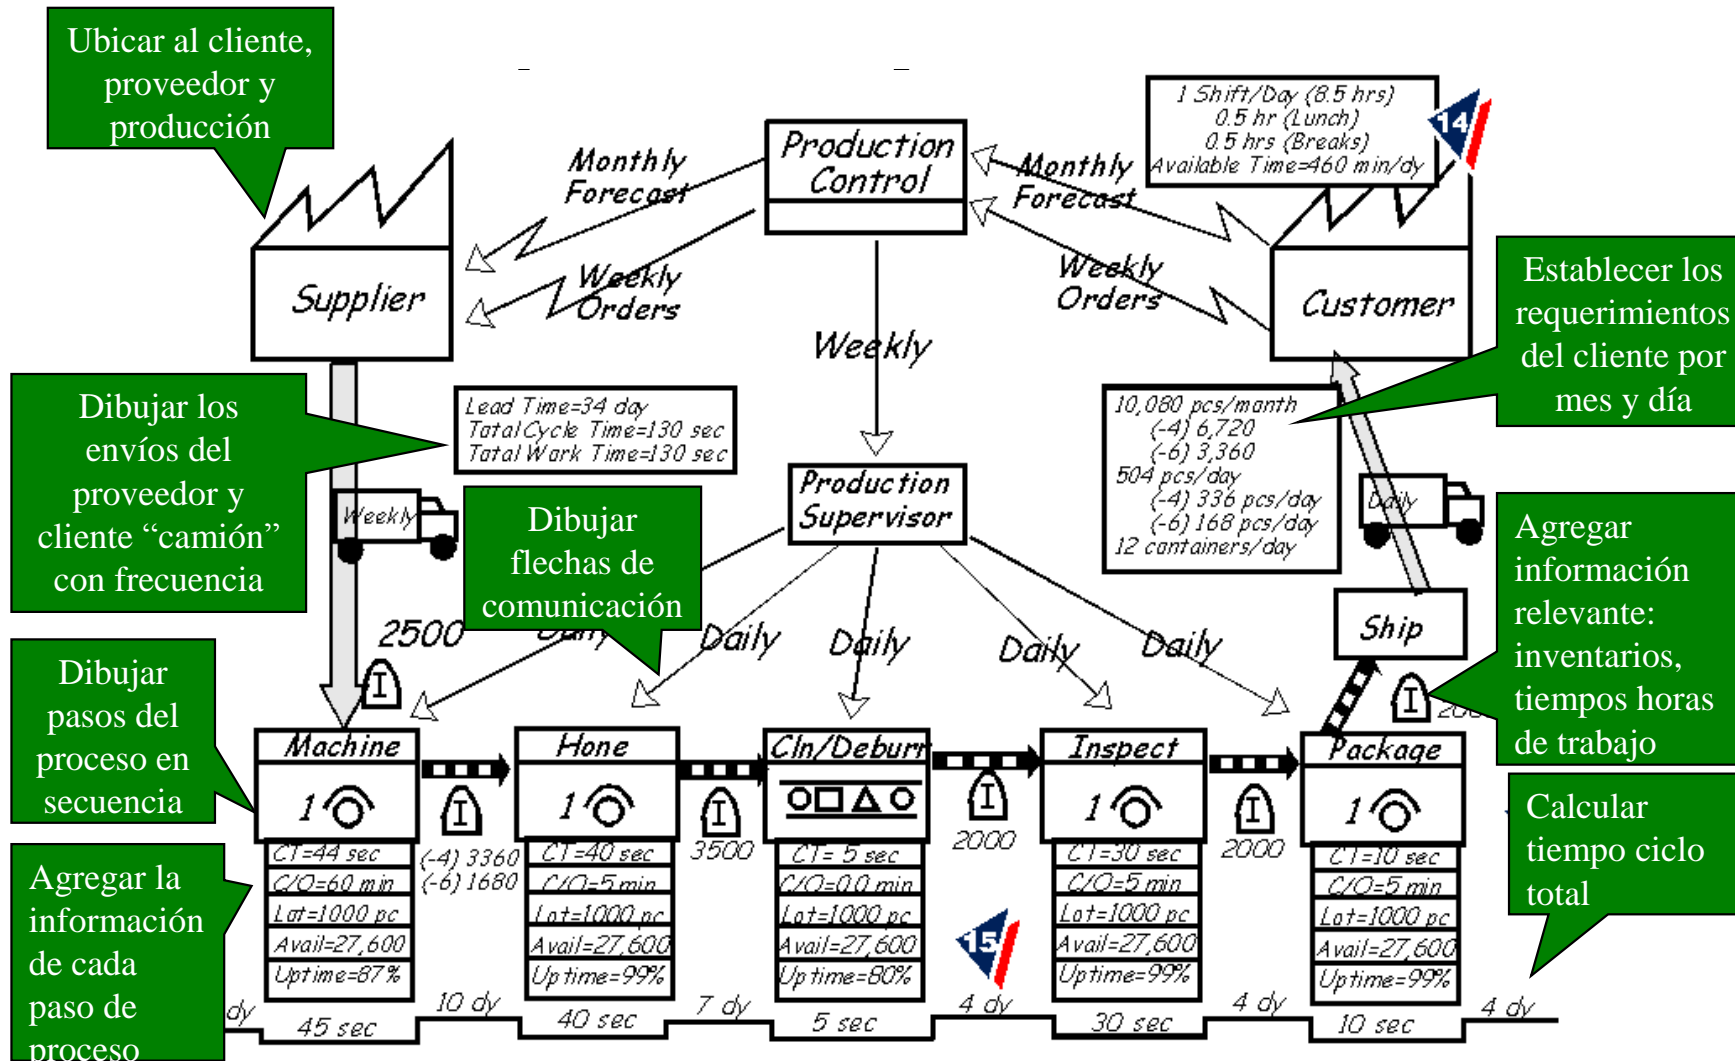 Ubicar al cliente,
proveedor y
producción
1 Shift/Day (8.5 hrs)
0.5 hr (Lunch)
0.5 hrs (Breaks)
Available Time=460 min/dy
14
Production
Control
Monthly
Forecast
Monthly
Forecast
Weekly
Orders
Weekly
Orders
Supplier
Customer
Weekly
Establecer los
requerimientos
del cliente por
mes y día
Dibujar los
envíos del
proveedor y
cliente “camión”
con frecuencia
Lead Time=34 day
Tatal Cycle Time=130 sec
Tatal Wark Time=130 sec
10,080 pcs/month
(-4) 6,720
(-6) 3,360
504 pcs/day
(-4) 336 pcs/day
(-6) 168 pcs/day
12 cantainers/day
Weekly
Daily
Production
Supervisor
Dibujar
flechas de
comunicación
Agregar
información
relevante:
inventarios,
tiempos horas
de trabajo
2500
Daily
Daily
Daily
Daily
Daily
Ship
I
I
Dibujar
pasos del
proceso en
secuencia
Machine
1
Hone
1
Cln/Deburr
Inspect
1
Package
1
I
(-4) 3360
(-6) 1680
I
3500
I
2000
I
2000
Calcular
tiempo ciclo
total
Agregar la
información
de cada
paso de
proceso
CT=44 sec
C/O=60 min
Lat=1000 pc
Avail=27,600
Uptime=87%
CT=40 sec
C/O=5 min
Lot=1000 pc
Avail=27,600
Uptime=99%
CT= 5 sec
C/O=0.0 min
Lot=1000 pc
Avail=27,600
Uptime=80%
15
CT=30 sec
C/O=5 min
Lot=1000 pc
Avail=27,600
Uptime=99%
CT=10 sec
C/O=5 min
Lot=1000 pc
Avail=27,600
Uptime=99%
dy
45 sec
10 dy
40 sec
7 dy
5 sec
4 dy
30 sec
4 dy
10 sec
4 dy